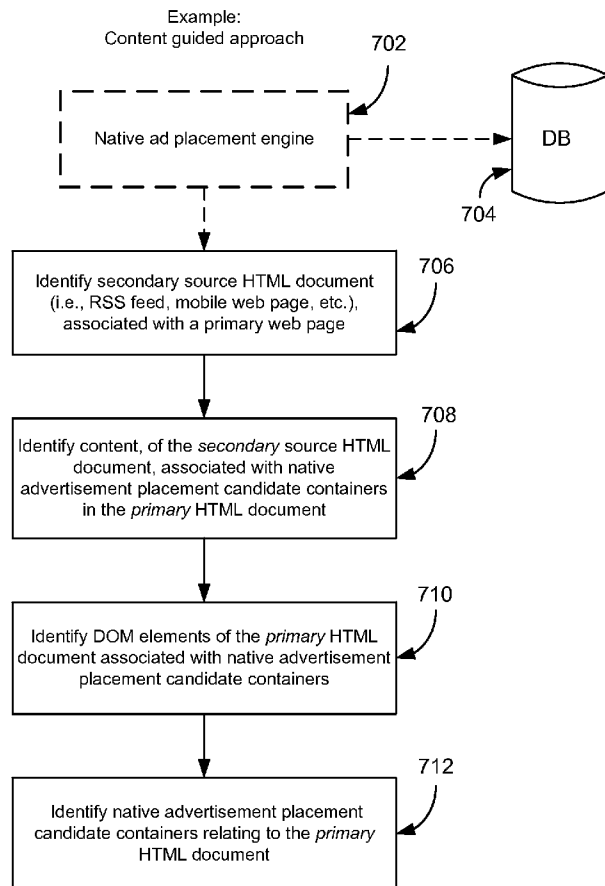 Example:
Content guided approach
702
Native ad placement engine
DB
704
Identify secondary source HTML document
(i.e., RSS feed, mobile web page, etc.),
associated with a primary web page
706
Identify content, of the secondary source HTML
document, associated with native
advertisement placement candidate containers
in the primary HTML document
708
Identify DOM elements of the primary HTML
document associated with native advertisement
placement candidate containers
710
Identify native advertisement placement
candidate containers relating to the primary
HTML document
712